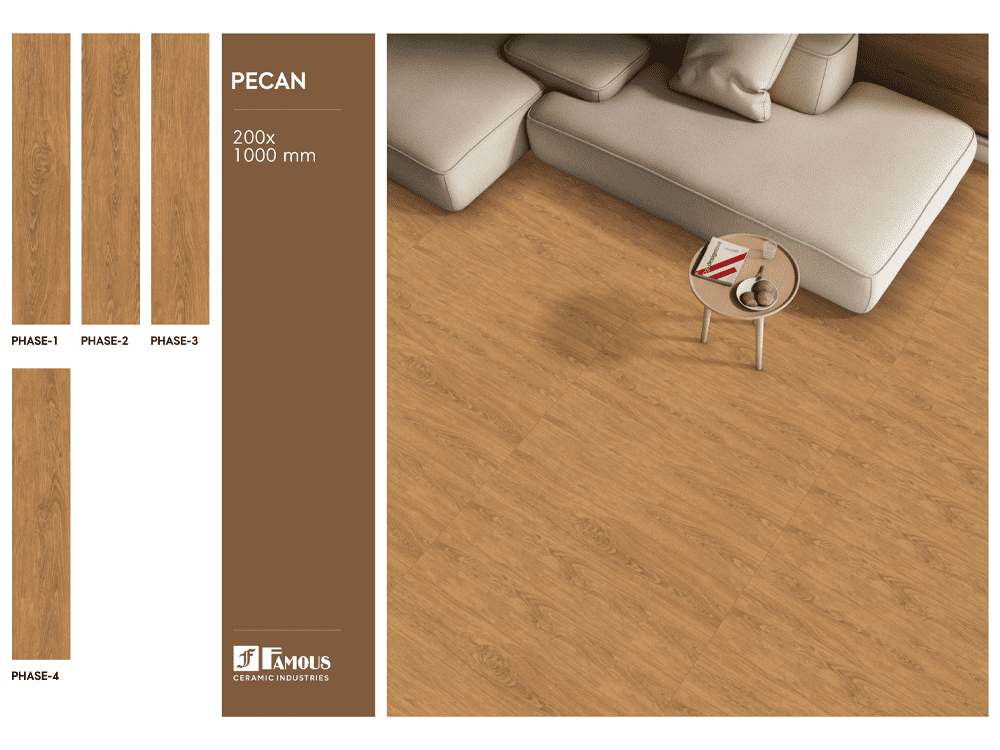 PECAN
200x
1000 mm
PHASE-1
PHASE-2
PHASE-3
PHASE-4
FAMOUS
CERAMIC INDUSTRIES